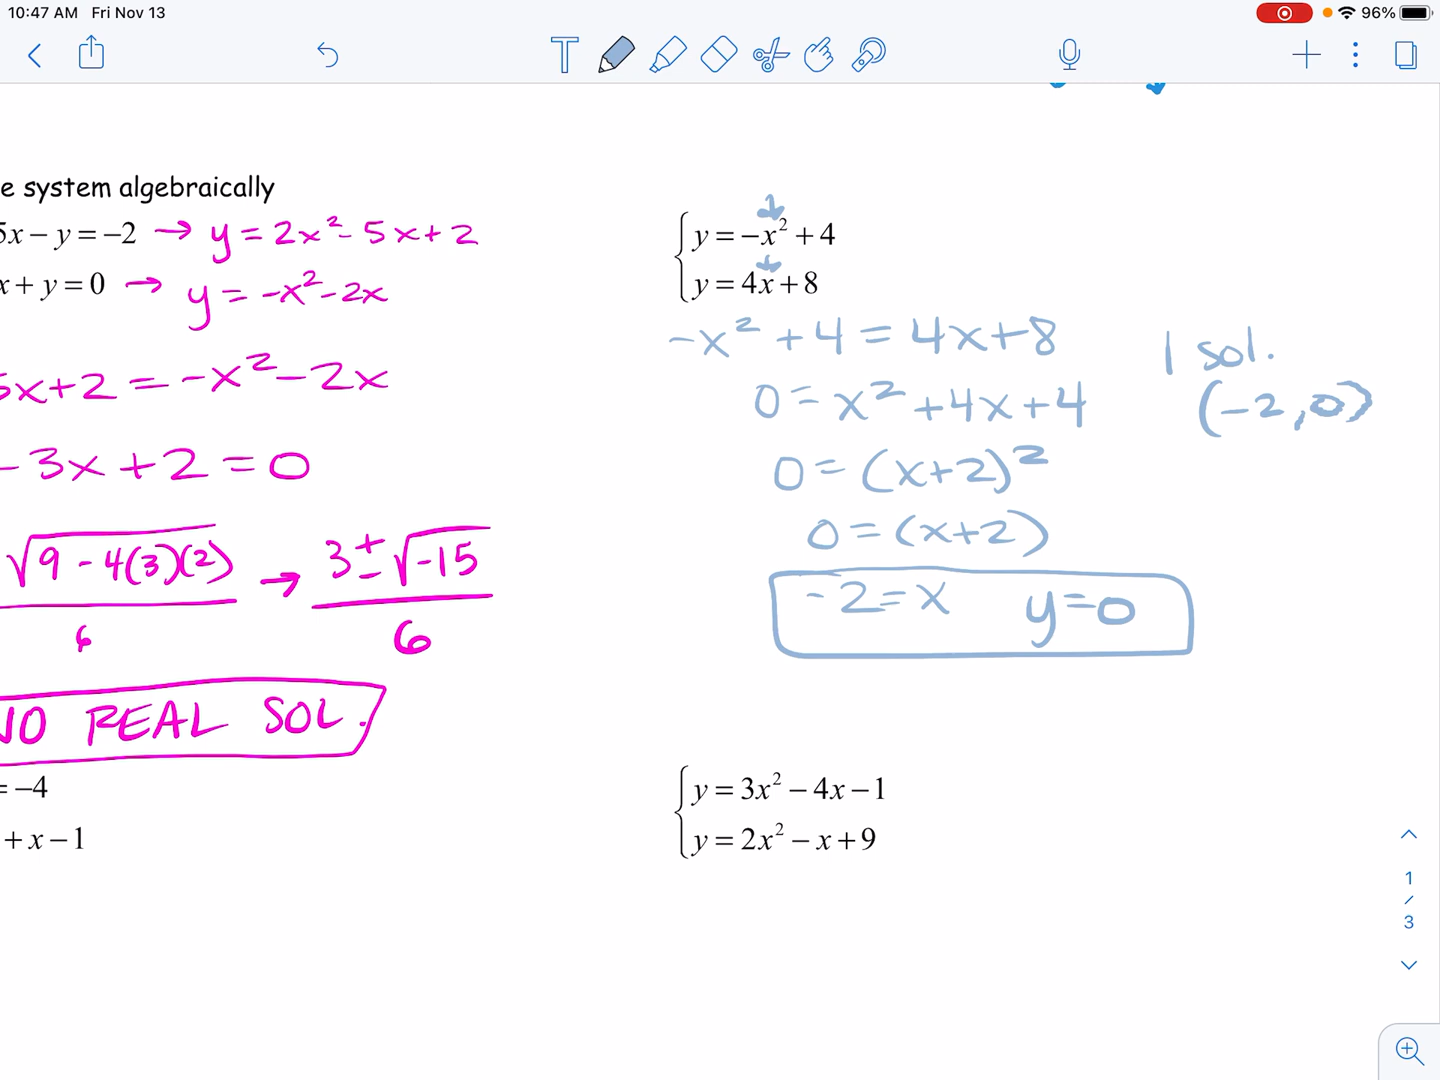 10:47 AM Fri Nov 13
96%
e system algebraically
5x − y = −2 → y = 2x² - 5x + 2
x + y = 0 → y = -x² - 2x
5x + 2 = -x² - 2x
- 3x + 2 = 0
√9 - 4(3)(2) → 3 ± √-15
6 6
NO REAL SOL.
= −4
+ x − 1
y = −x² + 4
y = 4x + 8
-x² + 4 = 4x + 8
0 = x² + 4x + 4
0 = (x+2)²
0 = (x+2)
-2 = x y = 0
1 sol.
(-2, 0)
y = 3x² − 4x − 1
y = 2x² − x + 9
1
/
3